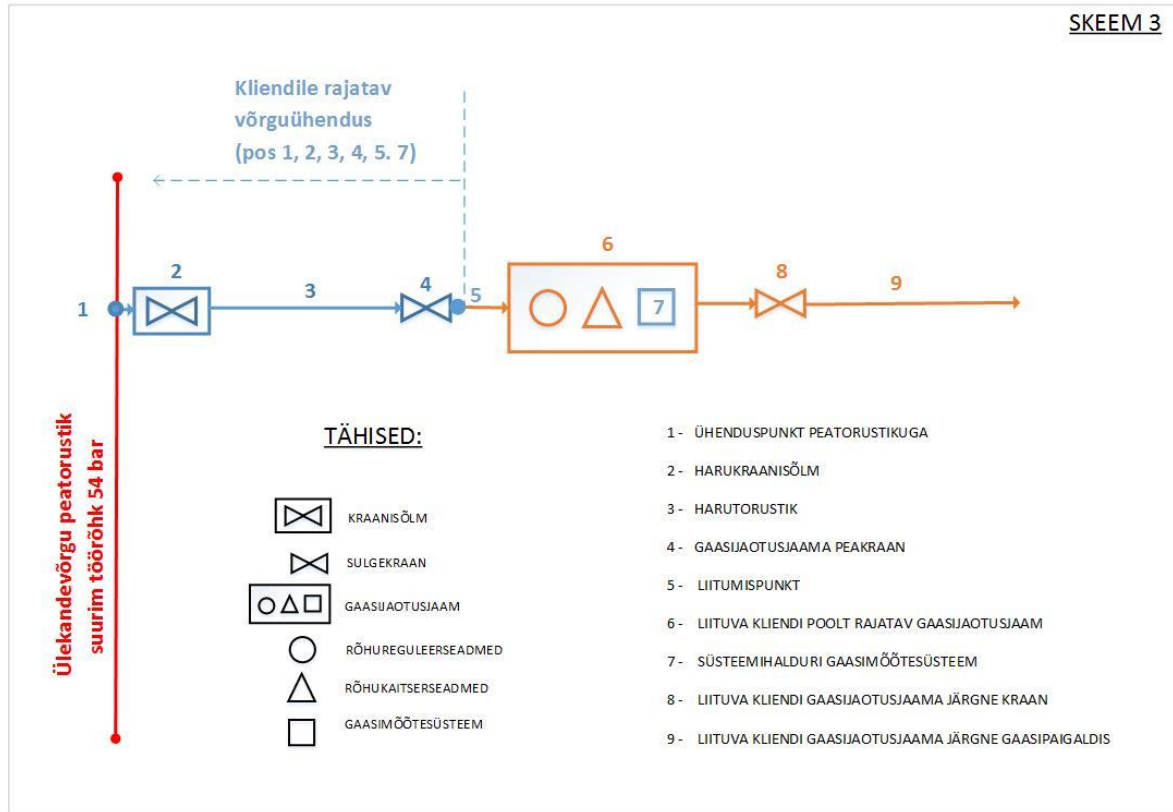 SKEEM 3
Kliendile rajatav
võrguühendus
(pos 1, 2, 3, 4, 5. 7)
1
2
3
4
5
6
7
8
9
Ülekandevõrgu peatorustik
suurim töörõhk 54 bar
TÄHISED:
KRAANISÕLM
SULGEKRAAN
GAASIJAOTUSJAAM
RÕHUREGULEERSEADMED
RÕHUKAITSERSEADMED
GAASIMÕÕTESÜSTEEM
1 - ÜHENDUSPUNKT PEATORUSTIKUGA
2 - HARUKRAANISÕLM
3 - HARUTORUSTIK
4 - GAASIJAOTUSJAAMA PEAKRAAN
5 - LIITUMISPUNKT
6 - LIITUVA KLIENDI POOLT RAJATAV GAASIJAOTUSJAAM
7 - SÜSTEEMIHALDURI GAASIMÕÕTESÜSTEEM
8 - LIITUVA KLIENDI GAASIJAOTUSJAAMA JÄRGNE KRAAN
9 - LIITUVA KLIENDI GAASIJAOTUSJAAMA JÄRGNE GAASIPAIGALDIS